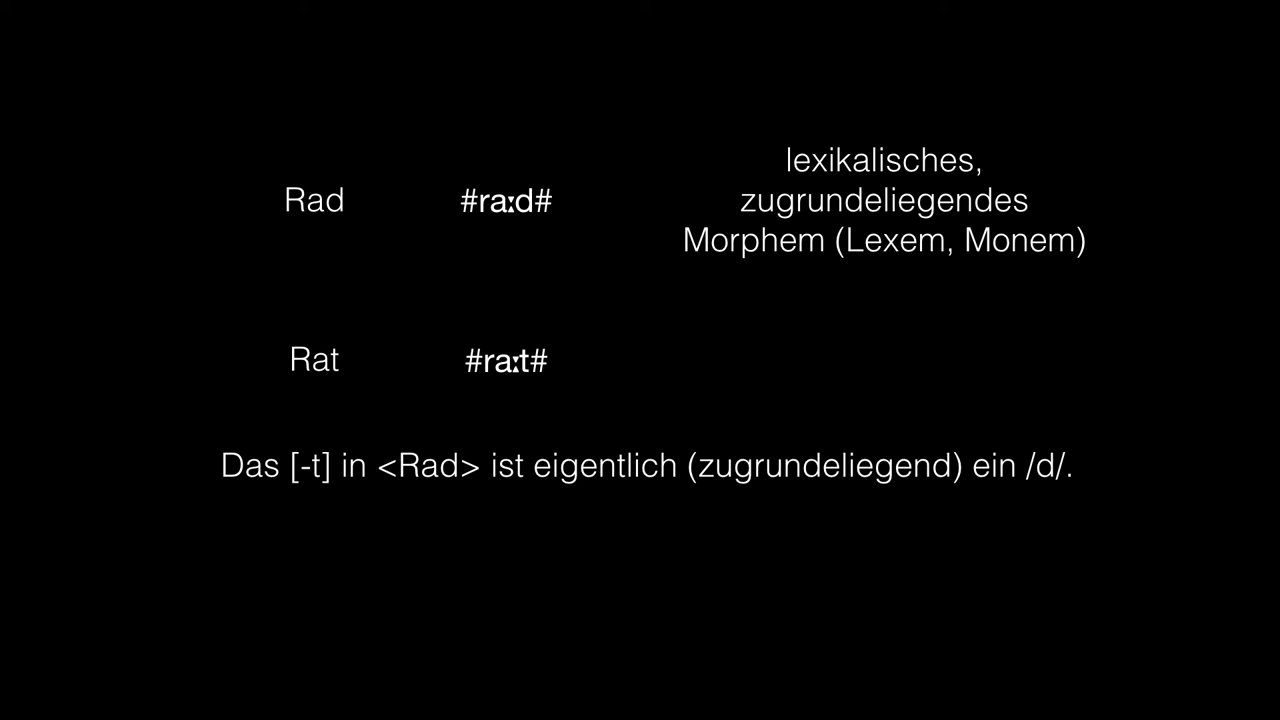 lexikalisches,
Rad #raːd# zugrundeliegendes
Morphem (Lexem, Monem)
Rat #raːt#
Das [-t] in <Rad> ist eigentlich (zugrundeliegend) ein /d/.